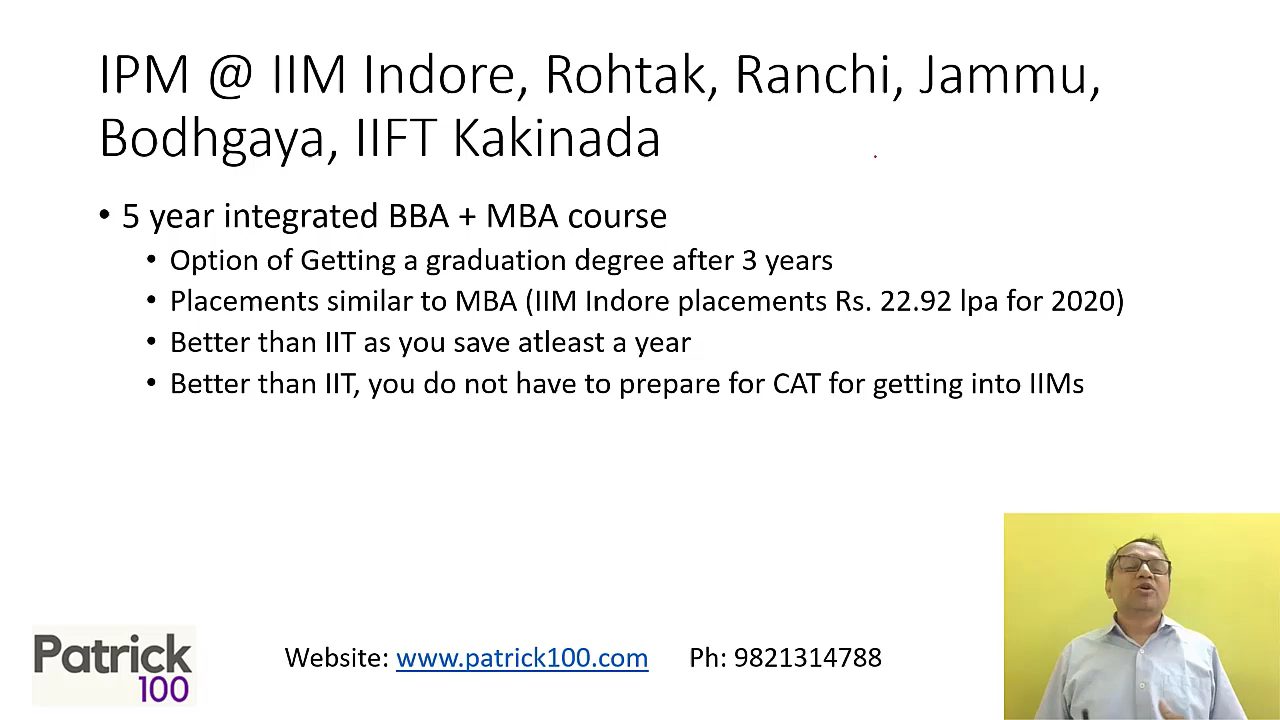 IPM @ IIM Indore, Rohtak, Ranchi, Jammu,
Bodhgaya, IIFT Kakinada
• 5 year integrated BBA + MBA course
• Option of Getting a graduation degree after 3 years
• Placements similar to MBA (IIM Indore placements Rs. 22.92 lpa for 2020)
• Better than IIT as you save atleast a year
• Better than IIT, you do not have to prepare for CAT for getting into IIMs
Patrick
100
Website: www.patrick100.com Ph: 9821314788